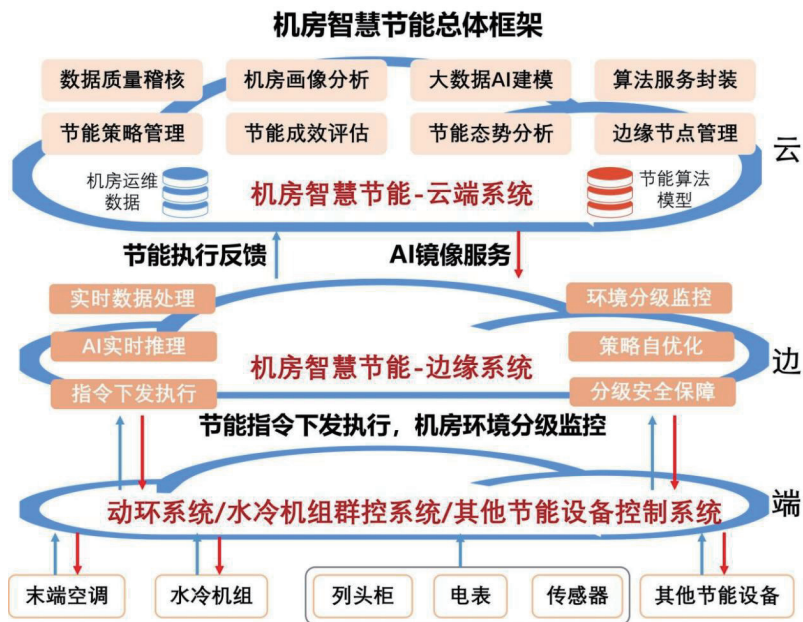 机房智慧节能总体框架
数据质量稽核
机房画像分析
大数据AI建模
算法服务封装
节能策略管理
节能成效评估
节能态势分析
边缘节点管理
云
机房运维
数据
机房智慧节能-云端系统
节能算法
模型
节能执行反馈
AI镜像服务
实时数据处理
环境分级监控
AI实时推理
机房智慧节能-边缘系统
策略自优化
边
指令下发执行
分级安全保障
节能指令下发执行，机房环境分级监控
动环系统/水冷机组群控系统/其他节能设备控制系统
端
末端空调
水冷机组
列头柜
电表
传感器
其他节能设备